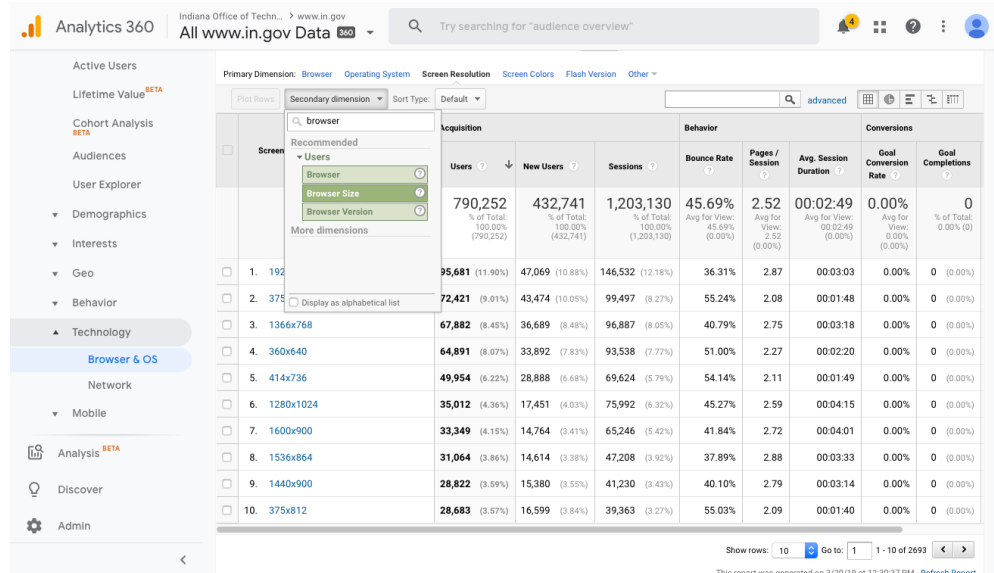 Analytics 360
Indiana Office of Techn... > www.in.gov
All www.in.gov Data 360
Try searching for "audience overview"
4
Active Users
Lifetime Value BETA
Cohort Analysis
BETA
Audiences
User Explorer
Demographics
Interests
Geo
Behavior
Technology
Browser & OS
Network
Mobile
Analysis BETA
Discover
Admin
Primary Dimension: Browser Operating System Screen Resolution Screen Colors Flash Version Other
Plot Rows Secondary dimension Sort Type: Default advanced
browser
Recommended
Users
Browser ?
Browser Size ?
Browser Version ?
More dimensions
Display as alphabetical list
Screen
Acquisition Behavior Conversions
Users ? New Users ? Sessions ? Bounce Rate ? Pages / Session ? Avg. Session Duration ? Goal Conversion Rate ? Goal Completions ?
790,252 432,741 1,203,130 45.69% 2.52 00:02:49 0.00% 0
% of Total: 100.00% (790,252)
% of Total: 100.00% (432,741)
% of Total: 100.00% (1,203,130)
Avg for View: 45.69% (0.00%)
Avg for View: 2.52 (0.00%)
Avg for View: 00:02:49 (0.00%)
Avg for View: 0.00% (0.00%)
% of Total: 0.00% (0)
1. 192 95,681 (11.90%) 47,069 (10.88%) 146,532 (12.18%) 36.31% 2.87 00:03:03 0.00% 0 (0.00%)
2. 375 72,421 (9.01%) 43,474 (10.05%) 99,497 (8.27%) 55.24% 2.08 00:01:48 0.00% 0 (0.00%)
3. 1366x768 67,882 (8.45%) 36,689 (8.48%) 96,887 (8.05%) 40.79% 2.75 00:03:18 0.00% 0 (0.00%)
4. 360x640 64,891 (8.07%) 33,892 (7.83%) 93,538 (7.77%) 51.00% 2.27 00:02:20 0.00% 0 (0.00%)
5. 414x736 49,954 (6.22%) 28,888 (6.68%) 69,624 (5.79%) 54.14% 2.11 00:01:49 0.00% 0 (0.00%)
6. 1280x1024 35,012 (4.36%) 17,451 (4.03%) 75,992 (6.32%) 45.27% 2.59 00:04:15 0.00% 0 (0.00%)
7. 1600x900 33,349 (4.15%) 14,764 (3.41%) 65,246 (5.42%) 41.84% 2.72 00:04:01 0.00% 0 (0.00%)
8. 1536x864 31,064 (3.86%) 14,614 (3.38%) 47,208 (3.92%) 37.89% 2.88 00:03:33 0.00% 0 (0.00%)
9. 1440x900 28,822 (3.59%) 15,380 (3.55%) 41,230 (3.43%) 40.10% 2.79 00:03:14 0.00% 0 (0.00%)
10. 375x812 28,683 (3.57%) 16,599 (3.84%) 39,363 (3.27%) 55.03% 2.09 00:01:40 0.00% 0 (0.00%)
Show rows: 10 Go to: 1 1 - 10 of 2693
This report was generated on 3/20/19 at 12:30:37 PM - Refresh Report